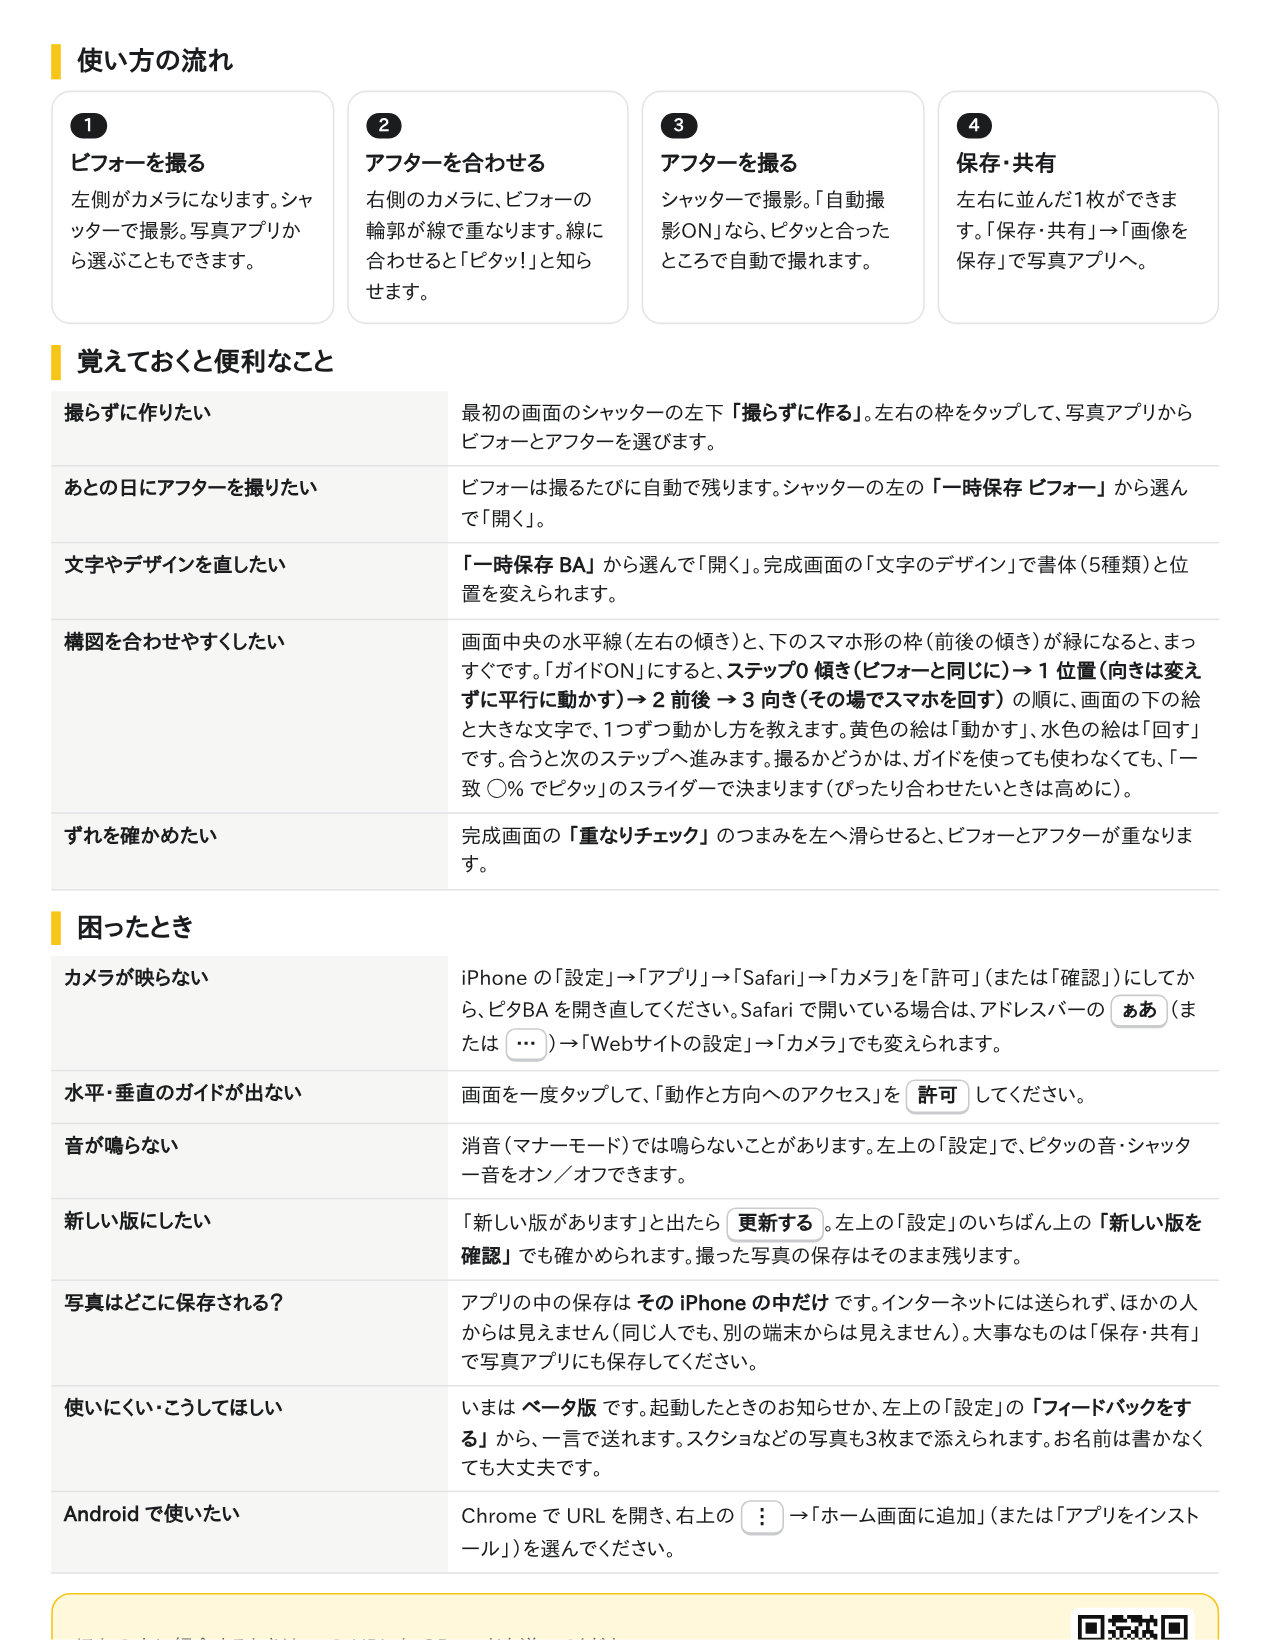 使い方の流れ
1
ビフォーを撮る
左側がカメラになります。シャ
ッターで撮影。写真アプリか
ら選ぶこともできます。
2
アフターを合わせる
右側のカメラに、ビフォーの
輪郭が線で重なります。線に
合わせると「ピタッ！」と知ら
せます。
3
アフターを撮る
シャッターで撮影。「自動撮
影ON」なら、ピタッと合った
ところで自動で撮れます。
4
保存・共有
左右に並んだ1枚ができま
す。「保存・共有」→「画像を
保存」で写真アプリへ。
覚えておくと便利なこと
撮らずに作りたい
最初の画面のシャッターの左下「撮らずに作る」。左右の枠をタップして、写真アプリから
ビフォーとアフターを選びます。
あとの日にアフターを撮りたい
ビフォーは撮るたびに自動で残ります。シャッターの左の「一時保存 ビフォー」から選ん
で「開く」。
文字やデザインを直したい
「一時保存 BA」から選んで「開く」。完成画面の「文字のデザイン」で書体（5種類）と位
置を変えられます。
構図を合わせやすくしたい
画面中央の水平線（左右の傾き）と、下のスマホ形の枠（前後の傾き）が緑になると、まっ
すぐです。「ガイドON」にすると、ステップ0 傾き（ビフォーと同じに）→ 1 位置（向きは変え
ずに平行に動かす）→ 2 前後 → 3 向き（その場でスマホを回す）の順に、画面の下の絵
と大きな文字で、1つずつ動かし方を教えます。黄色の絵は「動かす」、水色の絵は「回す」
です。合うと次のステップへ進みます。撮るかどうかは、ガイドを使っても使わなくても、「一
致 ◯% でピタッ」のスライダーで決まります（ぴったり合わせたいときは高めに）。
ずれを確かめたい
完成画面の「重なりチェック」のつまみを左へ滑らせると、ビフォーとアフターが重なりま
す。
困ったとき
カメラが映らない
iPhone の「設定」→「アプリ」→「Safari」→「カメラ」を「許可」（または「確認」）にしてか
ら、ピタBA を開き直してください。Safari で開いている場合は、アドレスバーの ぁあ（ま
たは …）→「Webサイトの設定」→「カメラ」でも変えられます。
水平・垂直のガイドが出ない
画面を一度タップして、「動作と方向へのアクセス」を 許可 してください。
音が鳴らない
消音（マナーモード）では鳴らないことがあります。左上の「設定」で、ピタッの音・シャッタ
ー音をオン／オフできます。
新しい版にしたい
「新しい版があります」と出たら 更新する。左上の「設定」のいちばん上の「新しい版を
確認」でも確かめられます。撮った写真の保存はそのまま残ります。
写真はどこに保存される？
アプリの中の保存は その iPhone の中だけ です。インターネットには送られず、ほかの人
からは見えません（同じ人でも、別の端末からは見えません）。大事なものは「保存・共有」
で写真アプリにも保存してください。
使いにくい・こうしてほしい
いまは ベータ版 です。起動したときのお知らせか、左上の「設定」の「フィードバックをす
る」から、一言で送れます。スクショなどの写真も3枚まで添えられます。お名前は書かなく
ても大丈夫です。
Android で使いたい
Chrome で URL を開き、右上の ⋮ →「ホーム画面に追加」（または「アプリをインスト
ール」）を選んでください。